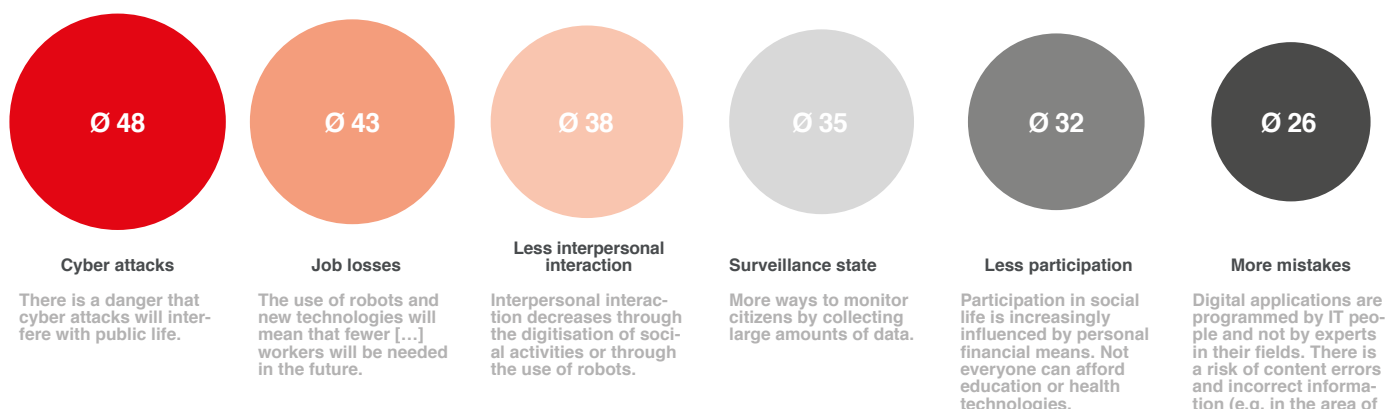 Ø 48
Ø 43
Ø 38
Ø 35
Ø 32
Ø 26
Cyber attacks
There is a danger that
cyber attacks will inter-
fere with public life.
Job losses
The use of robots and
new technologies will
mean that fewer […]
workers will be needed
in the future.
Less interpersonal
interaction
Interpersonal interac-
tion decreases through
the digitisation of soci-
al activities or through
the use of robots.
Surveillance state
More ways to monitor
citizens by collecting
large amounts of data.
Less participation
Participation in social
life is increasingly
influenced by personal
financial means. Not
everyone can afford
education or health
technologies.
More mistakes
Digital applications are
programmed by IT peo-
ple and not by experts
in their fields. There is
a risk of content errors
and incorrect informa-
tion (e.g. in the area of